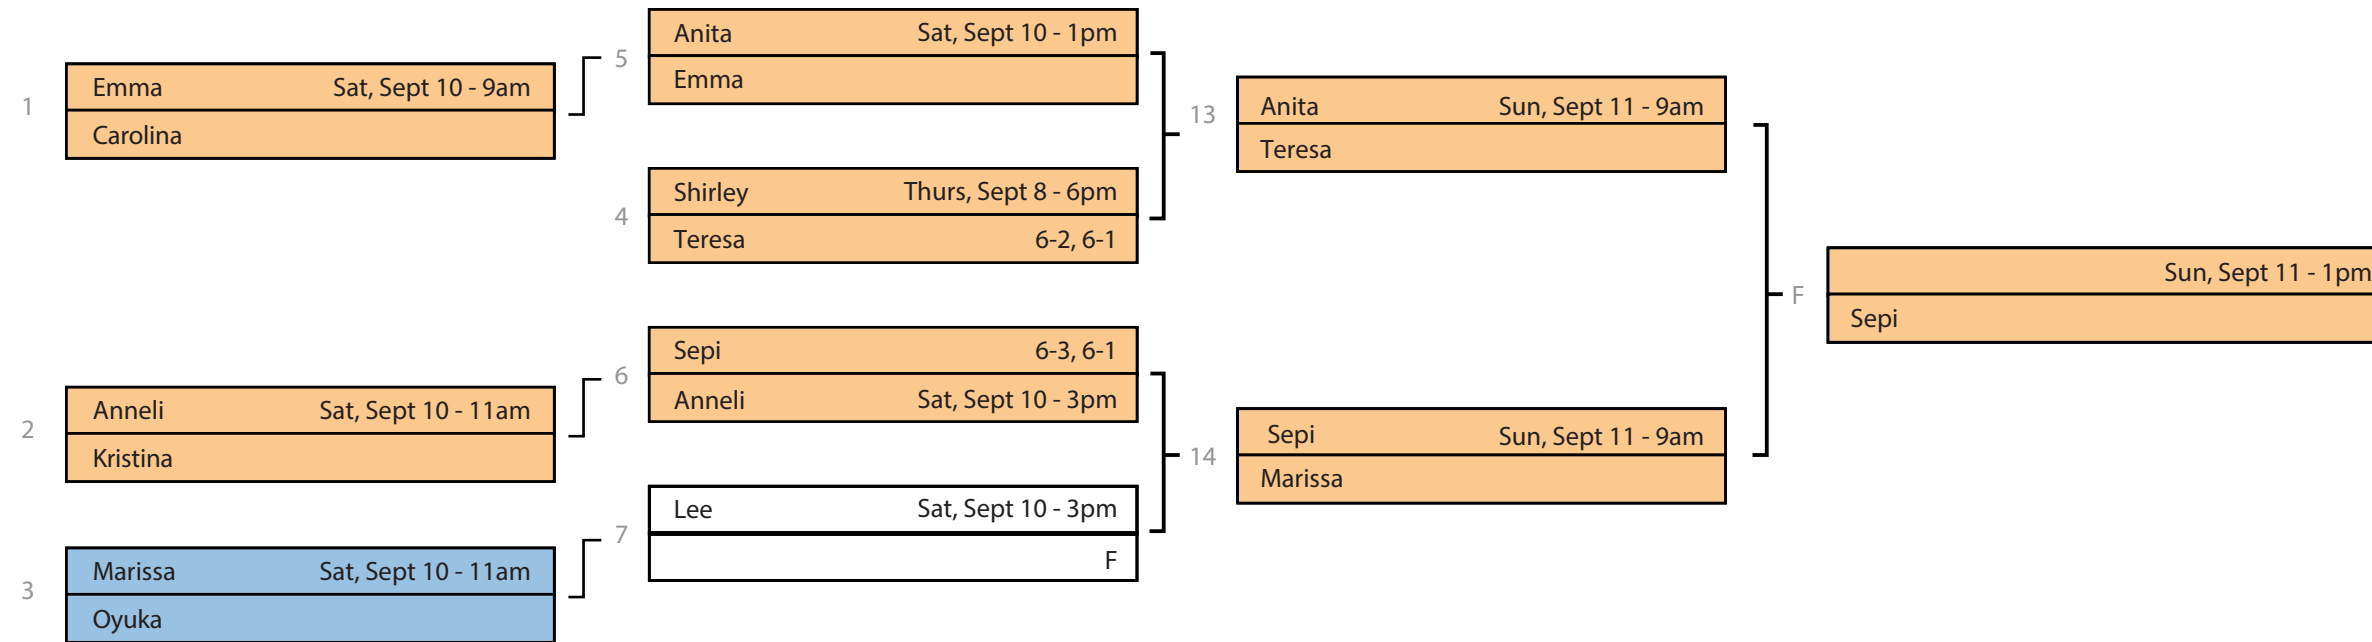 1
Emma Sat, Sept 10 - 9am
Carolina
2
Anneli Sat, Sept 10 - 11am
Kristina
3
Marissa Sat, Sept 10 - 11am
Oyuka
5
Anita Sat, Sept 10 - 1pm
Emma
4
Shirley Thurs, Sept 8 - 6pm
Teresa 6-2, 6-1
6
Sepi 6-3, 6-1
Anneli Sat, Sept 10 - 3pm
7
Lee Sat, Sept 10 - 3pm
F
13
Anita Sun, Sept 11 - 9am
Teresa
14
Sepi Sun, Sept 11 - 9am
Marissa
F
Sun, Sept 11 - 1pm
Sepi